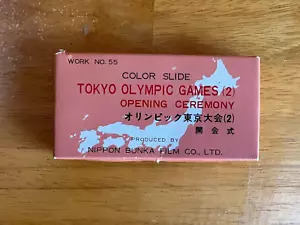 WORK NO. 55
COLOR SLIDE
TOKYO OLYMPIC GAMES (2)
OPENING CEREMONY
オリンピック東京大会(2)
開会式
PRODUCED BY
NIPPON BUNKA FILM CO., LTD.